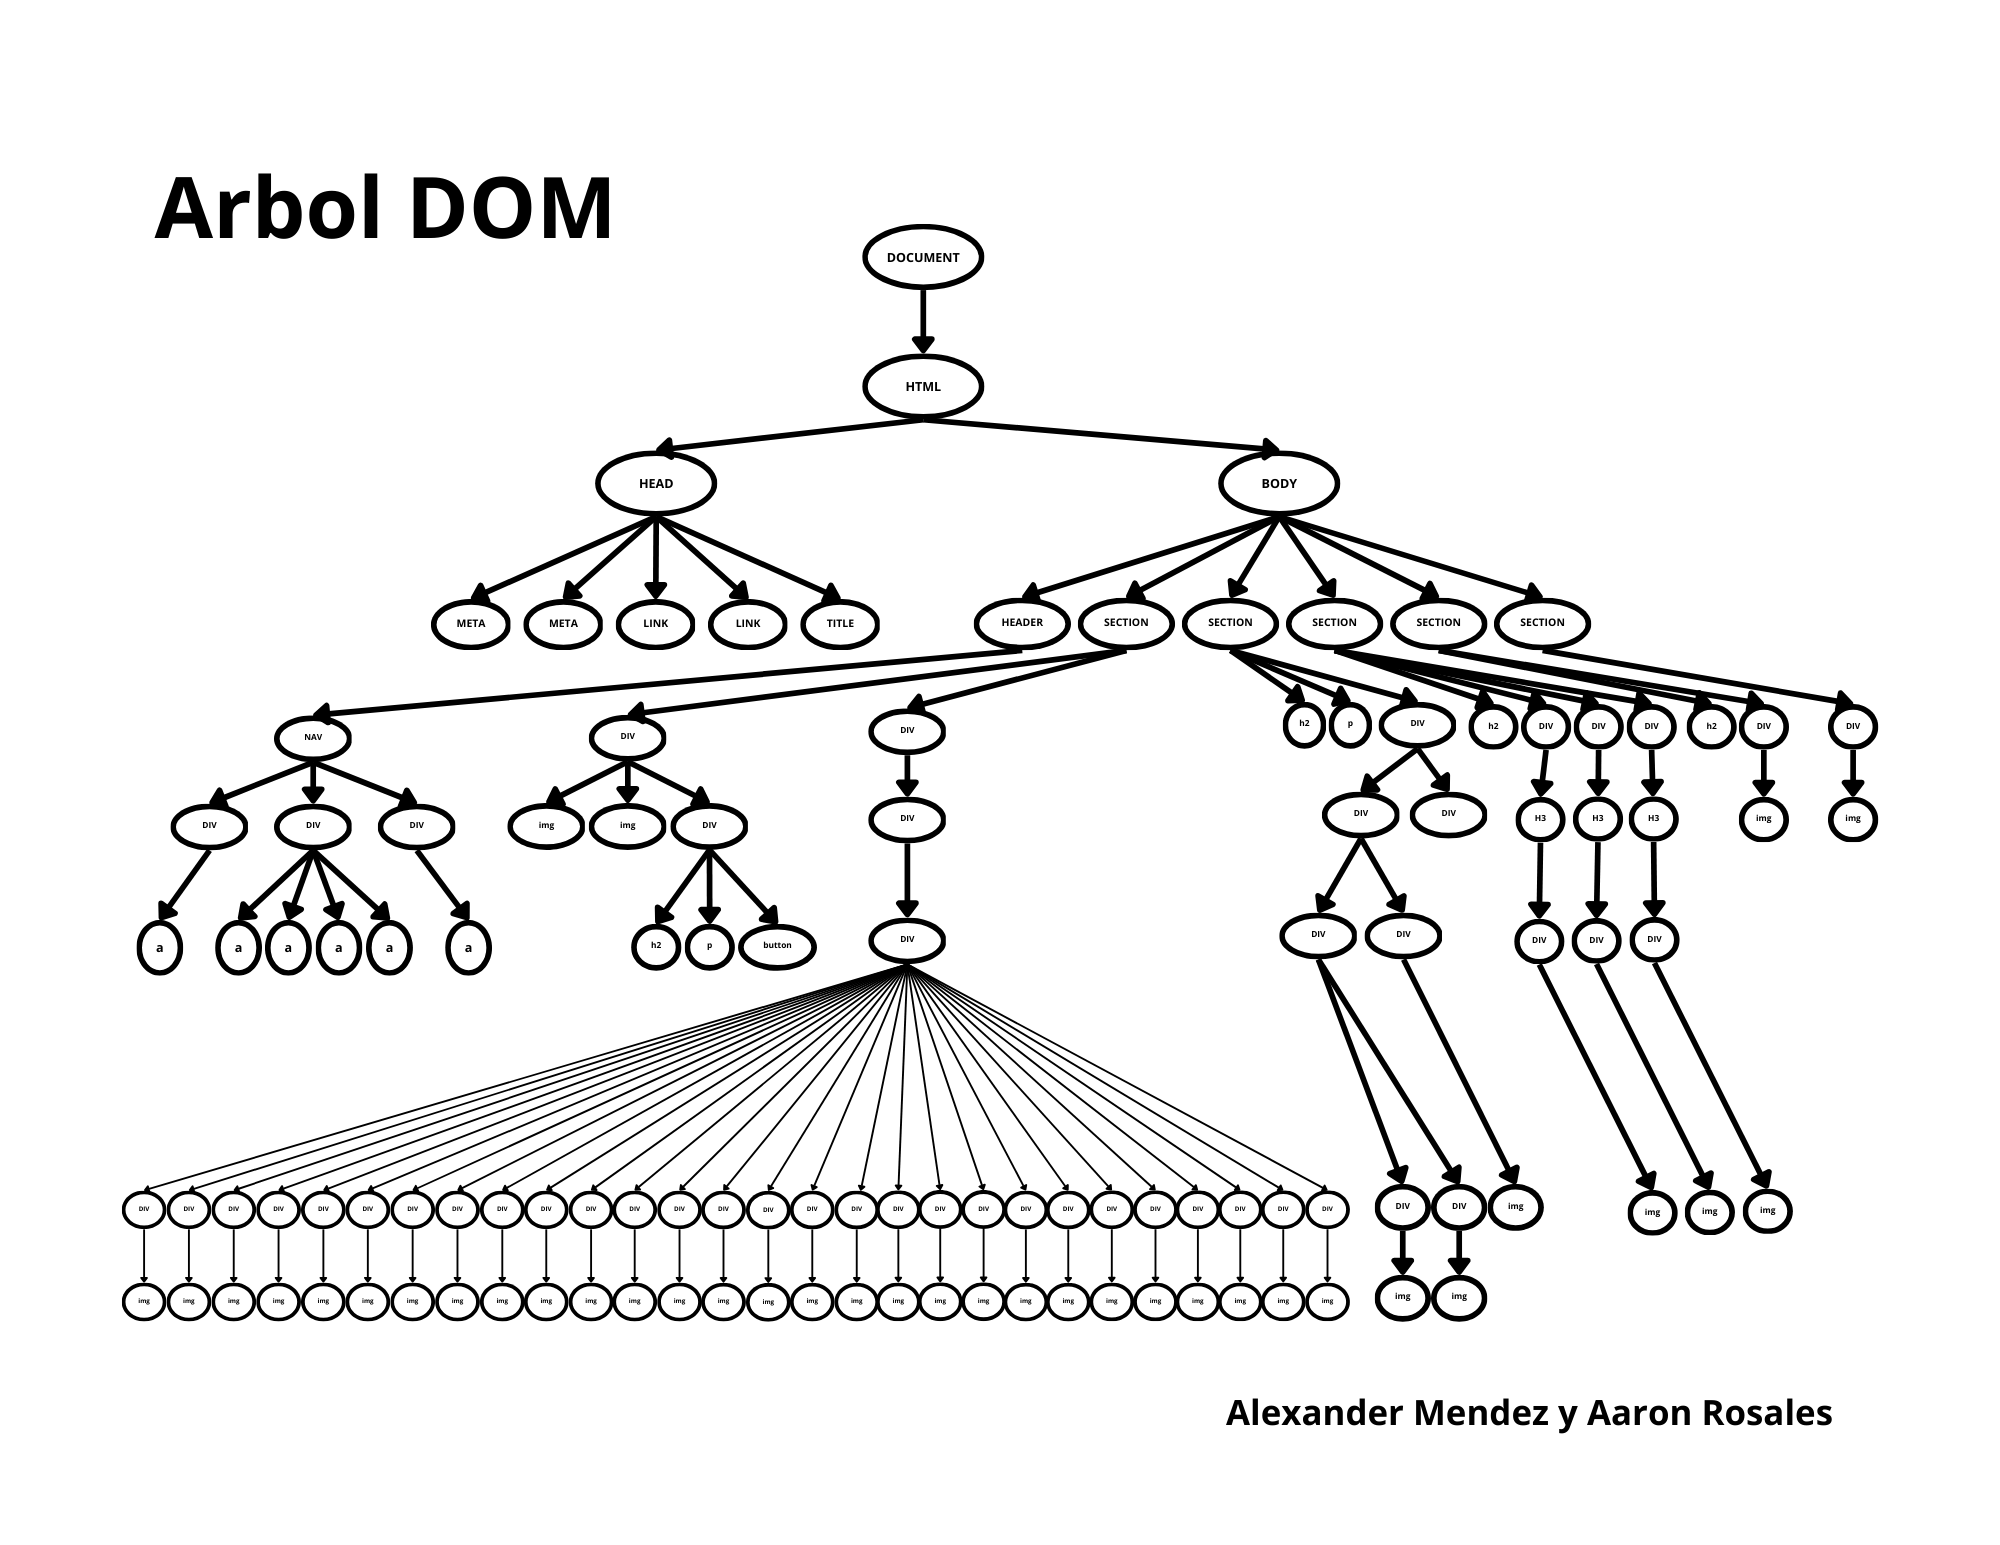 Arbol DOM
DOCUMENT
HTML
HEAD BODY
META META LINK LINK TITLE HEADER SECTION SECTION SECTION SECTION SECTION
NAV DIV DIV h2 p DIV h2 DIV DIV DIV h2 DIV DIV
DIV DIV DIV img img DIV DIV DIV DIV H3 H3 H3 img img
a a a a a a h2 p button DIV DIV DIV DIV DIV DIV
DIV DIV DIV DIV DIV DIV DIV DIV DIV DIV DIV DIV DIV DIV DIV DIV DIV DIV DIV DIV DIV DIV DIV DIV DIV DIV DIV DIV DIV DIV img img img img
img img img img img img img img img img img img img img img img img img img img img img img img img img img img img img
Alexander Mendez y Aaron Rosales